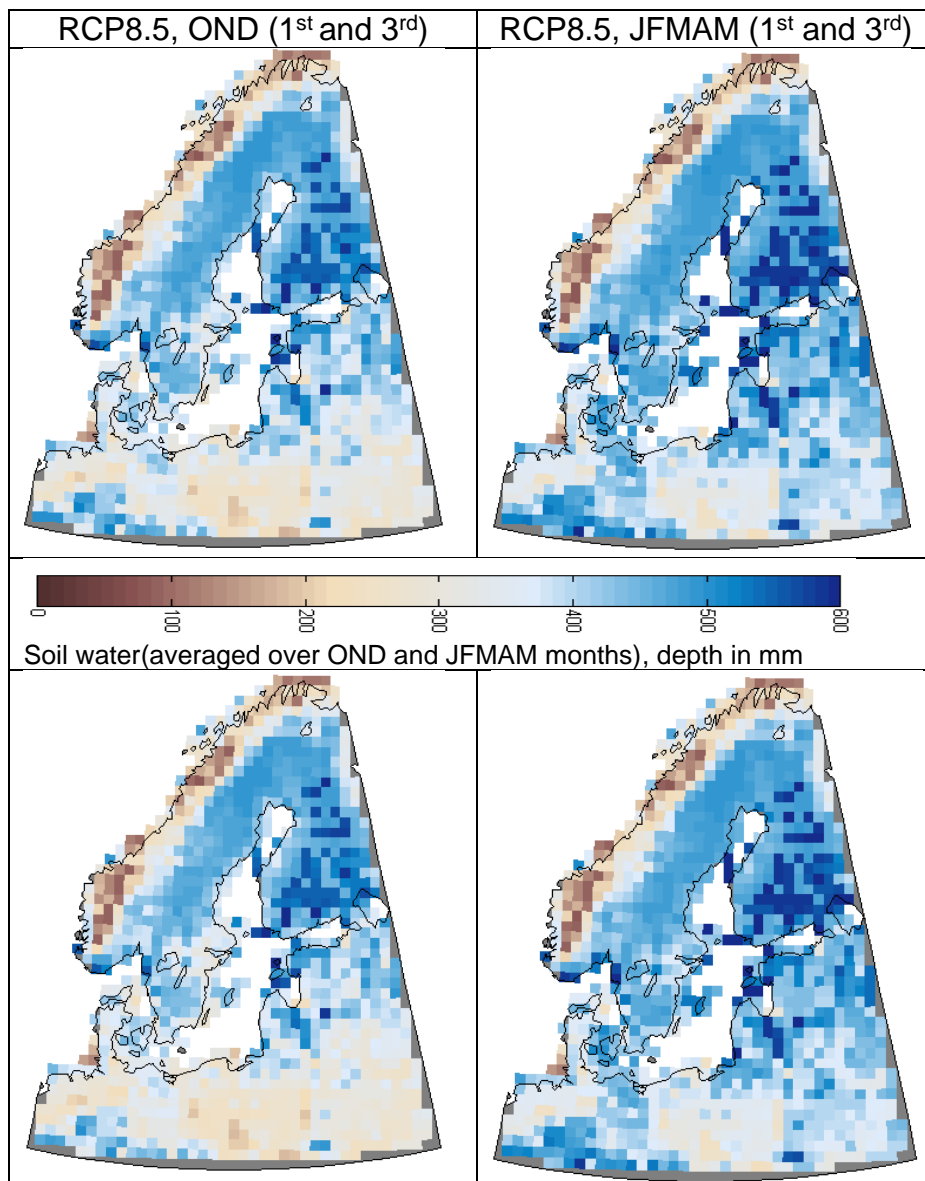 RCP8.5, OND (1st and 3rd)
RCP8.5, JFMAM (1st and 3rd)
0 100 200 300 400 500 600
Soil water(averaged over OND and JFMAM months), depth in mm